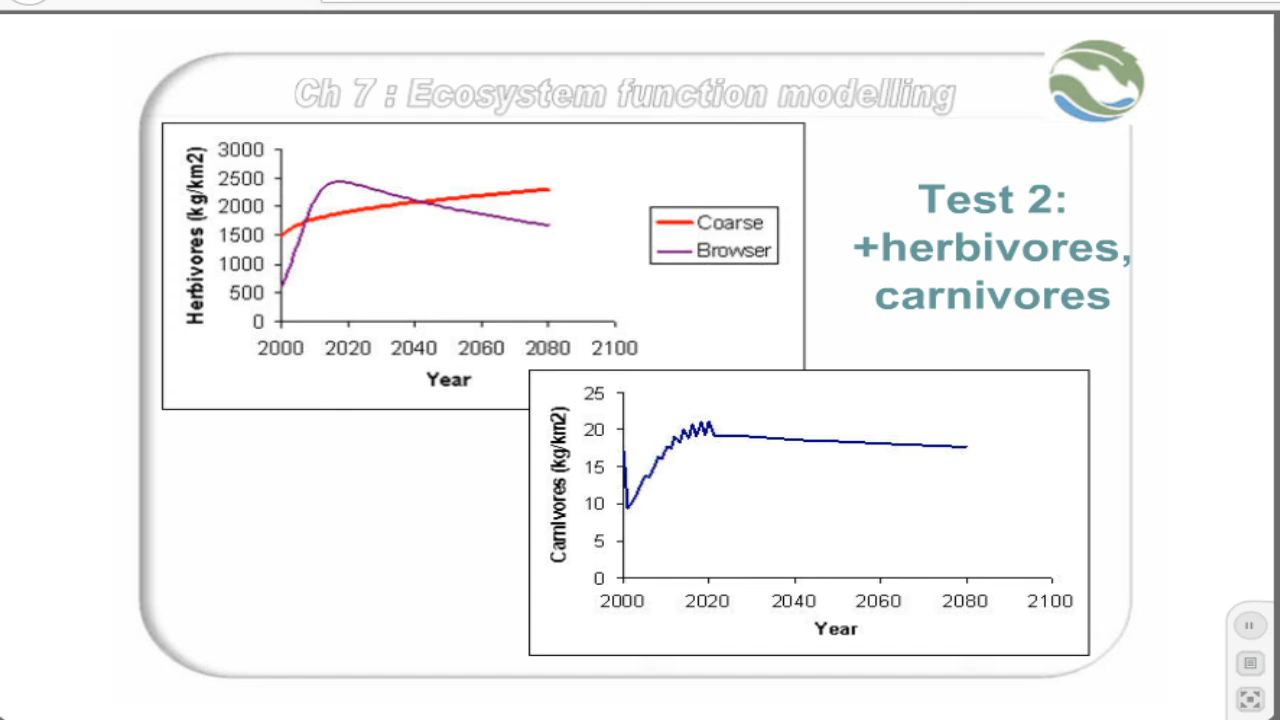 Ch 7 : Ecosystem function modelling
Herbivores (kg/km2)
3000
2500
2000
1500
1000
500
0
2000 2020 2040 2060 2080 2100
Year
Coarse
Browser
Test 2:
+herbivores,
carnivores
Carnivores (kg/km2)
25
20
15
10
5
0
2000 2020 2040 2060 2080 2100
Year